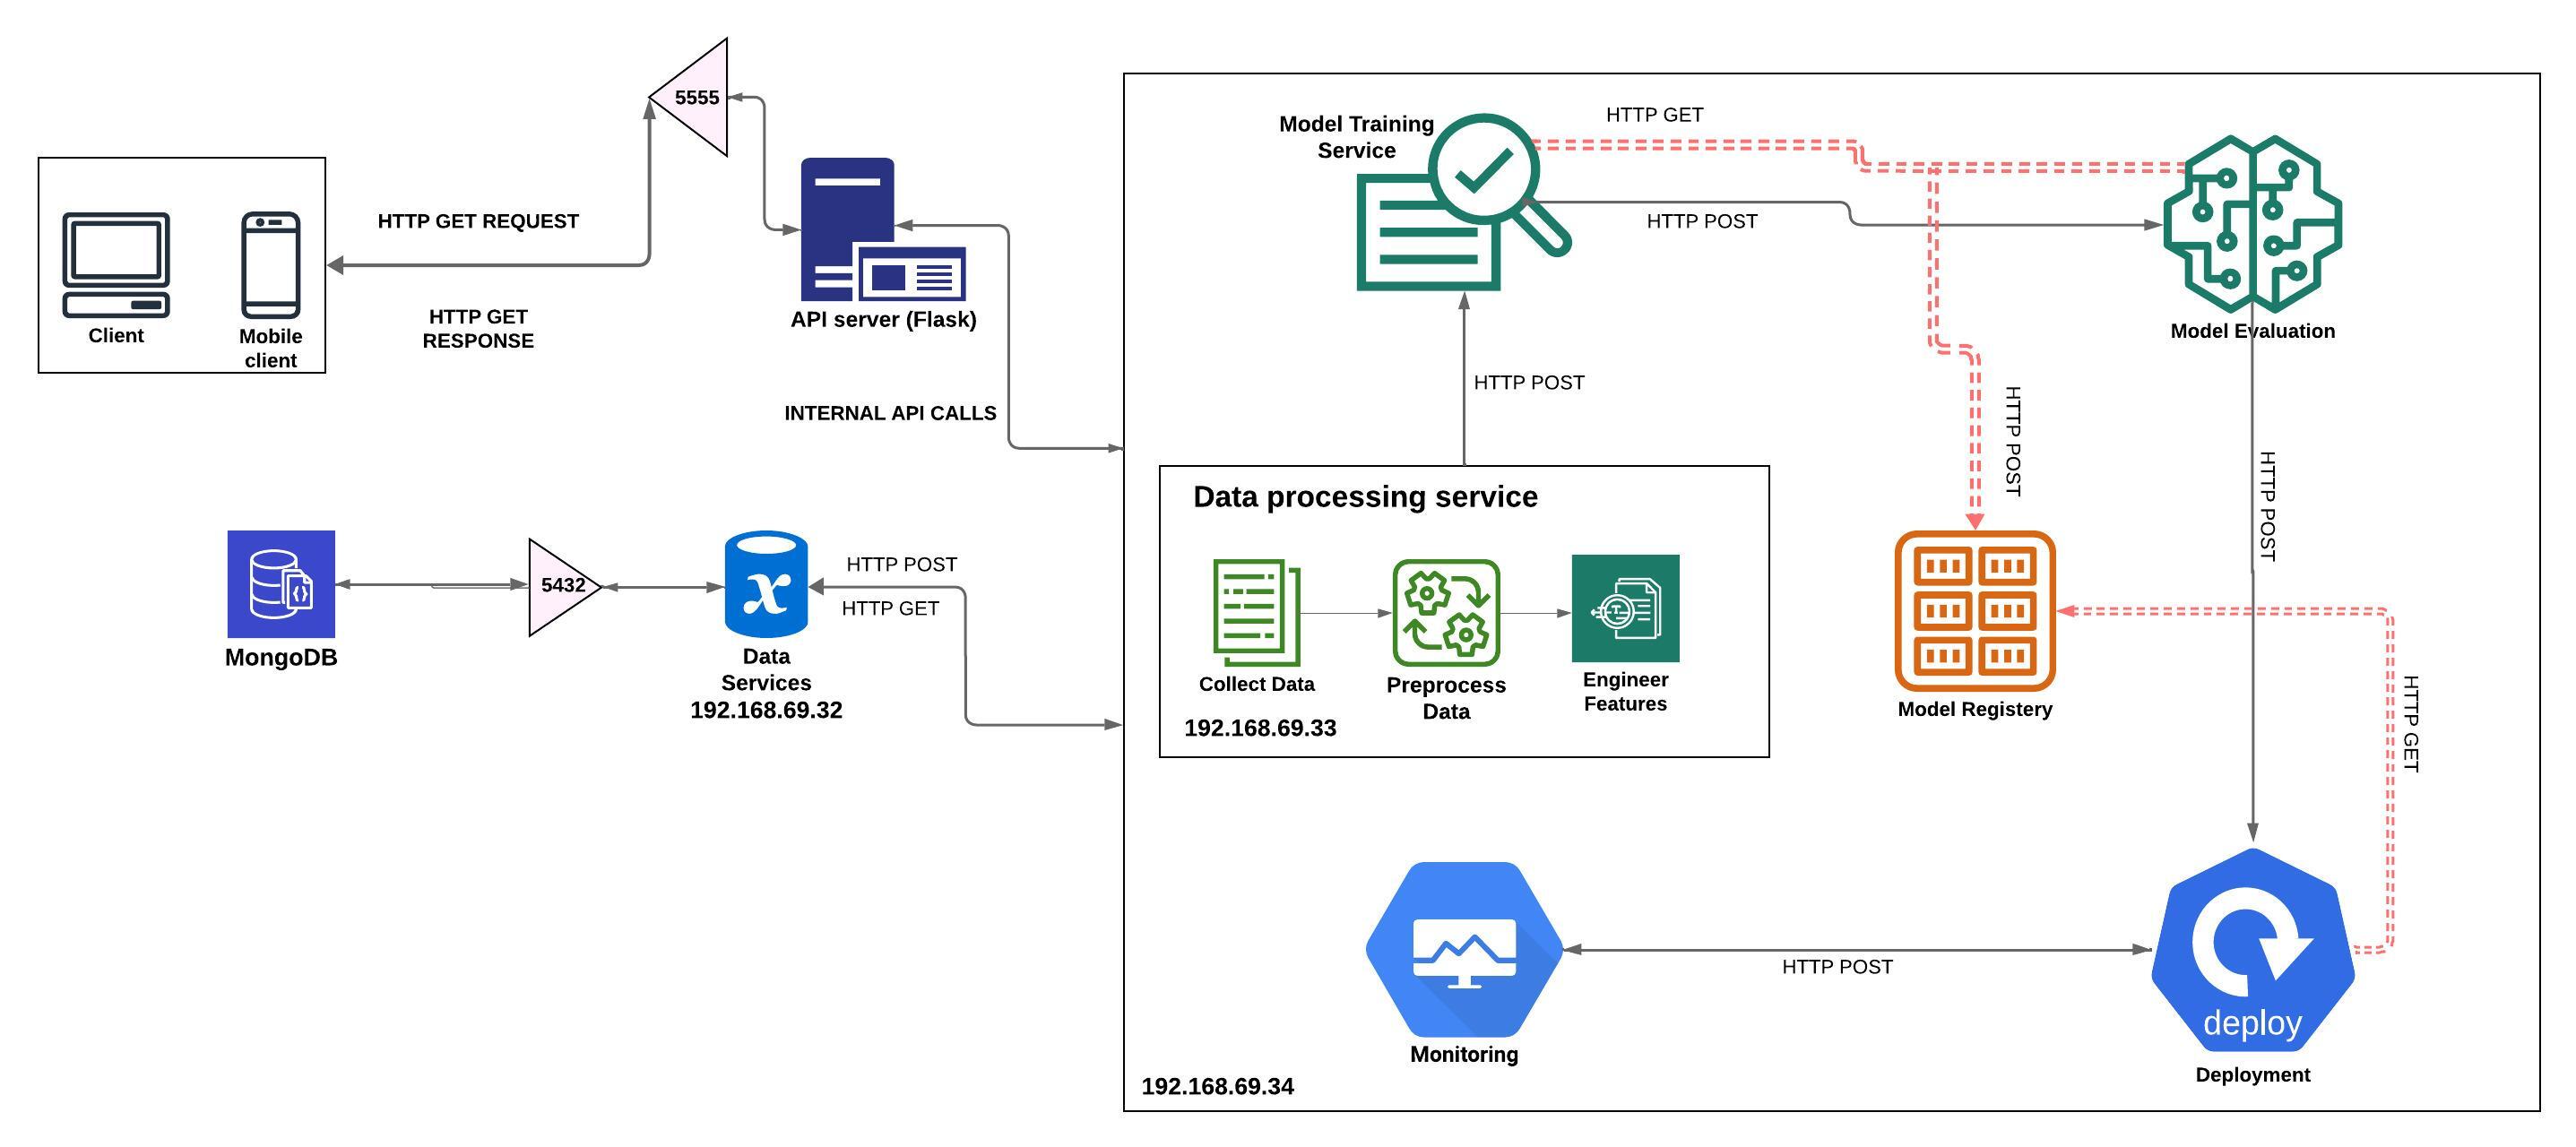 5555
HTTP GET REQUEST
HTTP GET
RESPONSE
Client
Mobile
client
API server (Flask)
INTERNAL API CALLS
MongoDB
5432
Data
Services
192.168.69.32
HTTP POST
HTTP GET
Model Training
Service
HTTP GET
HTTP POST
Model Evaluation
HTTP POST
HTTP POST
HTTP POST
Data processing service
Collect Data
Preprocess
Data
Engineer
Features
192.168.69.33
Model Registery
HTTP GET
Monitoring
HTTP POST
deploy
Deployment
192.168.69.34